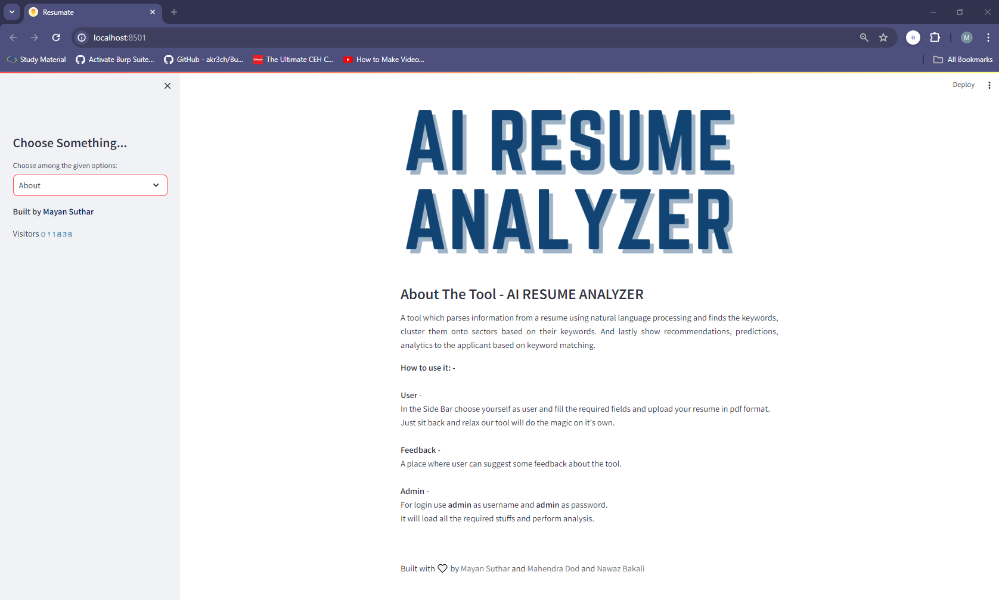 Resumate
localhost:8501
B
M
Study Material
Activate Burp Suite...
GitHub - akr3ch/Bu...
The Ultimate CEH C...
How to Make Video...
All Bookmarks
Deploy
Choose Something...
Choose among the given options:
About
Built by Mayan Suthar
Visitors 011838
AI RESUME
ANALYZER
About The Tool - AI RESUME ANALYZER
A tool which parses information from a resume using natural language processing and finds the keywords,
cluster them onto sectors based on their keywords. And lastly show recommendations, predictions,
analytics to the applicant based on keyword matching.
How to use it: -
User -
In the Side Bar choose yourself as user and fill the required fields and upload your resume in pdf format.
Just sit back and relax our tool will do the magic on it's own.
Feedback -
A place where user can suggest some feedback about the tool.
Admin -
For login use admin as username and admin as password.
It will load all the required stuffs and perform analysis.
Built with by Mayan Suthar and Mahendra Dod and Nawaz Bakali